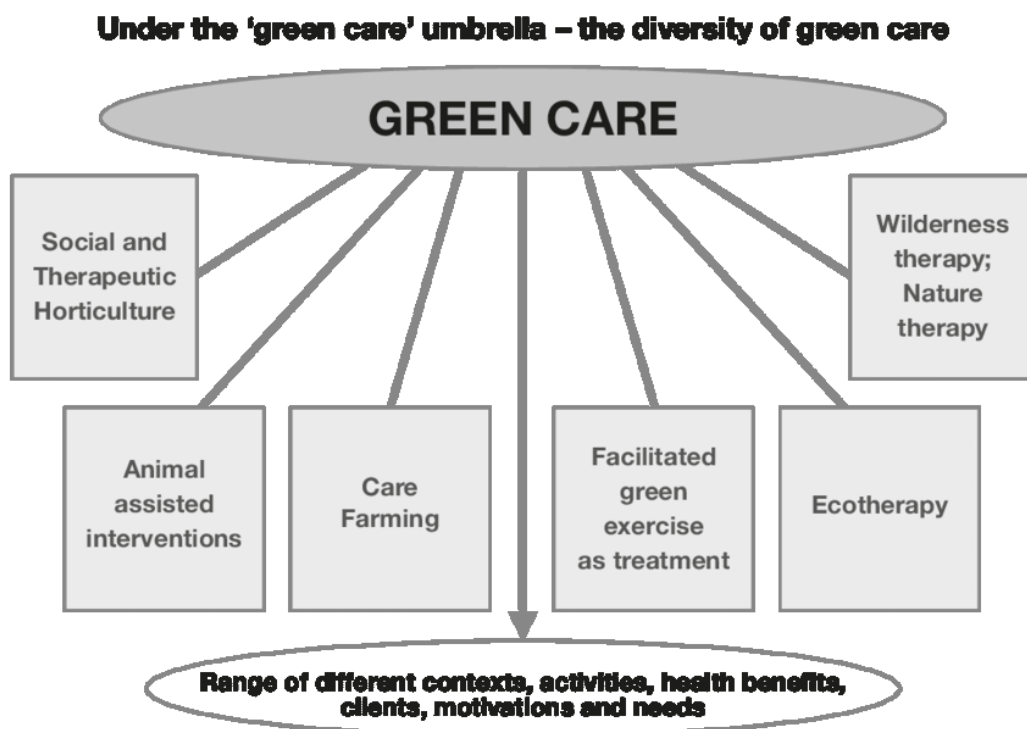 Under the ‘green care’ umbrella – the diversity of green care
GREEN CARE
Social and
Therapeutic
Horticulture
Wilderness
therapy;
Nature
therapy
Animal
assisted
interventions
Care
Farming
Facilitated
green
exercise
as treatment
Ecotherapy
Range of different contexts, activities, health benefits,
clients, motivations and needs